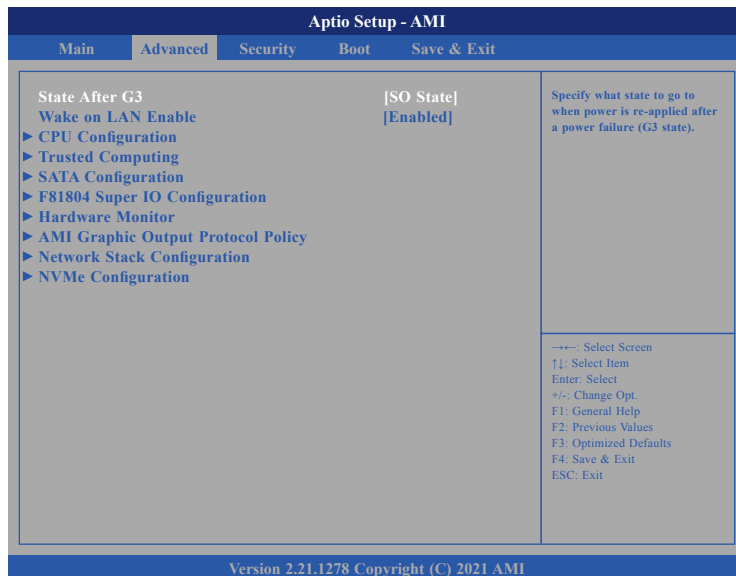 Aptio Setup - AMI
Main Advanced Security Boot Save & Exit
State After G3 [SO State]
Wake on LAN Enable [Enabled]
► CPU Configuration
► Trusted Computing
► SATA Configuration
► F81804 Super IO Configuration
► Hardware Monitor
► AMI Graphic Output Protocol Policy
► Network Stack Configuration
► NVMe Configuration
Specify what state to go to
when power is re-applied after
a power failure (G3 state).
→←: Select Screen
↑↓: Select Item
Enter: Select
+/-: Change Opt.
F1: General Help
F2: Previous Values
F3: Optimized Defaults
F4: Save & Exit
ESC: Exit
Version 2.21.1278 Copyright (C) 2021 AMI